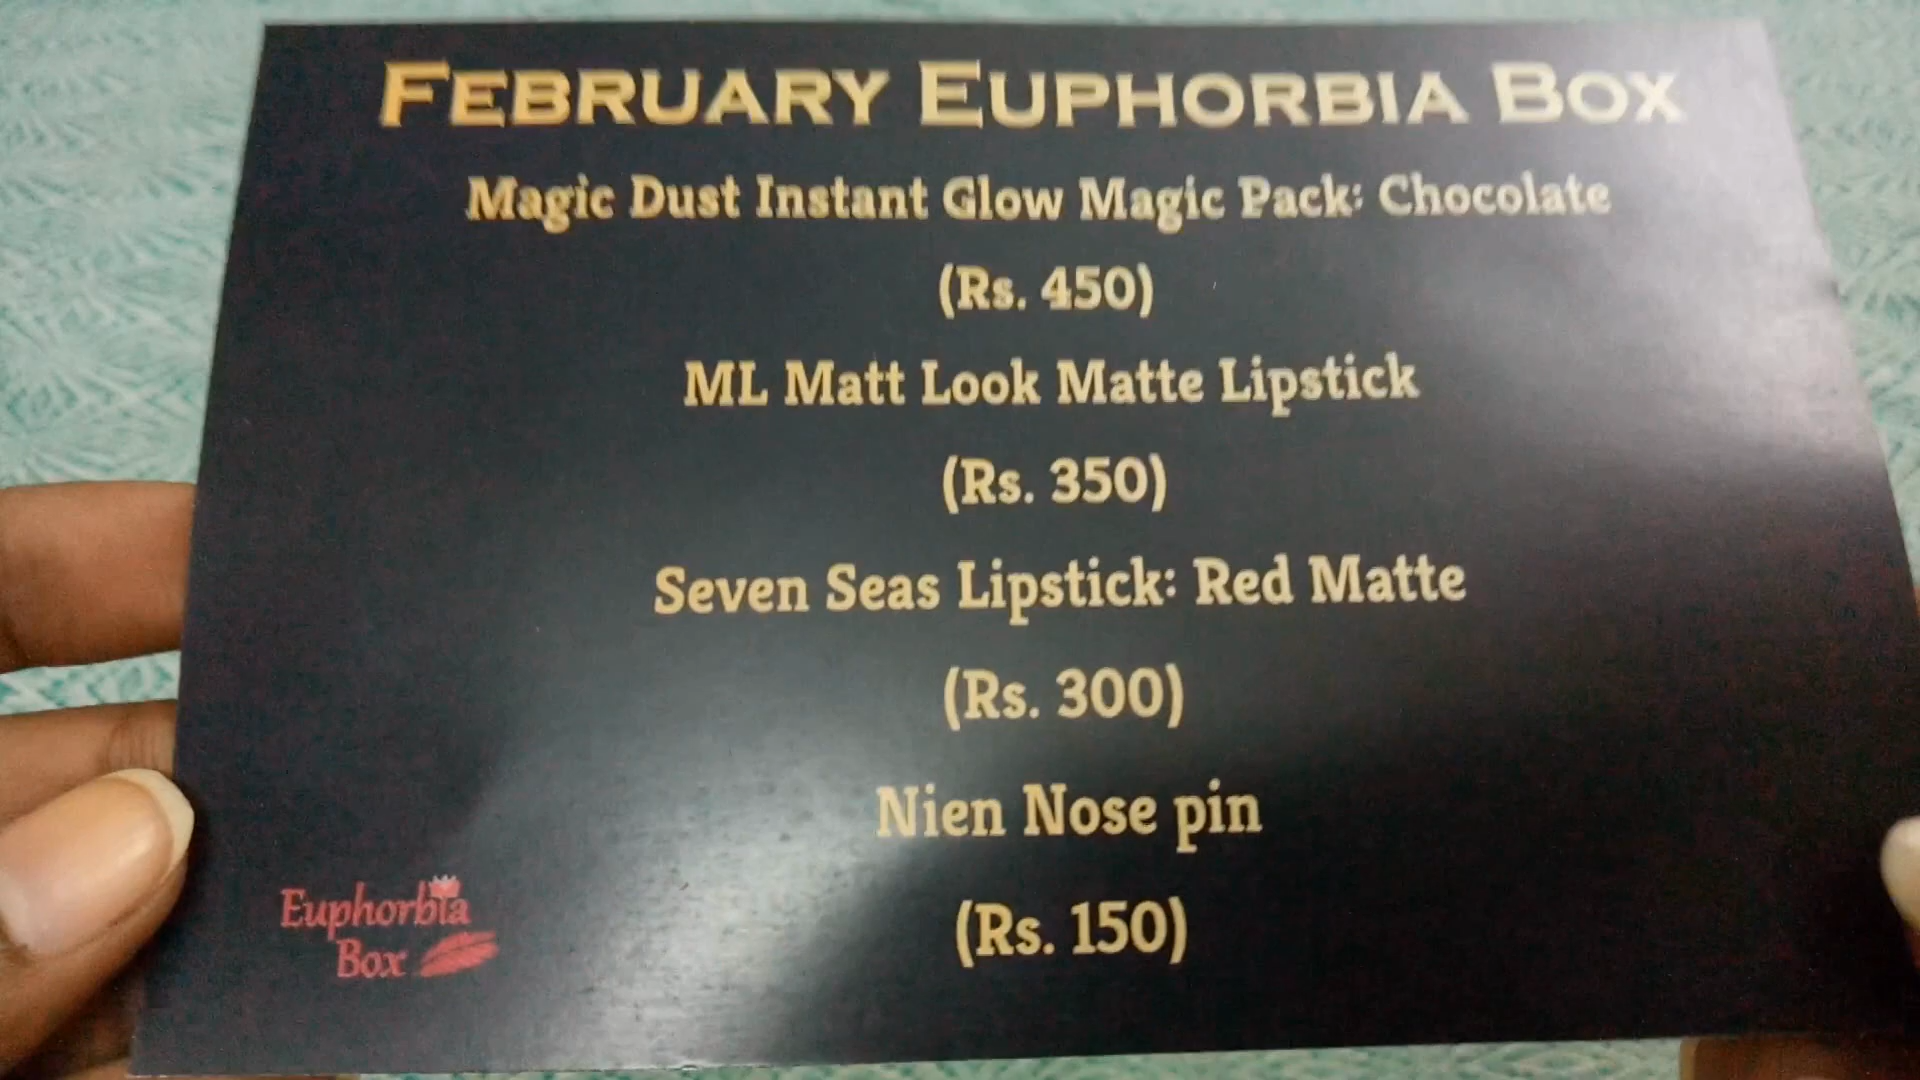 FEBRUARY EUPHORBIA BOX
Magic Dust Instant Glow Magic Pack: Chocolate
(Rs. 450)
ML Matt Look Matte Lipstick
(Rs. 350)
Seven Seas Lipstick: Red Matte
(Rs. 300)
Nien Nose pin
(Rs. 150)
Euphorbia
Box